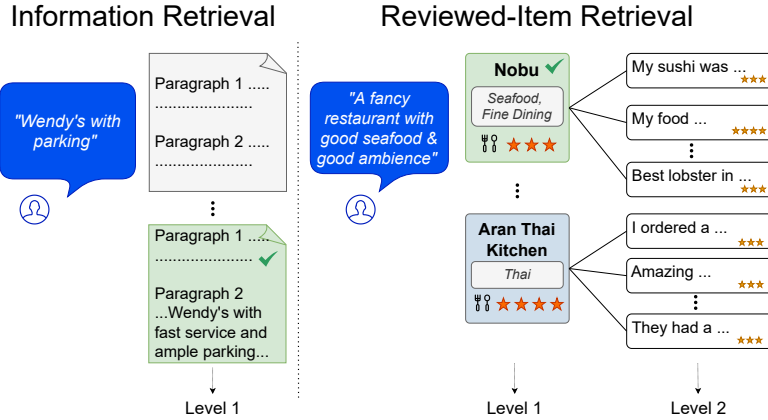 Information Retrieval
"Wendy's with
parking"
Paragraph 1 .....
......................
Paragraph 2 .....
......................
Paragraph 1 .....
......................
Paragraph 2
...Wendy's with
fast service and
ample parking...
Level 1
Reviewed-Item Retrieval
"A fancy
restaurant with
good seafood &
good ambience"
Nobu
Seafood,
Fine Dining
Aran Thai
Kitchen
Thai
Level 1
My sushi was ...
My food ...
Best lobster in ...
I ordered a ...
Amazing ...
They had a ...
Level 2